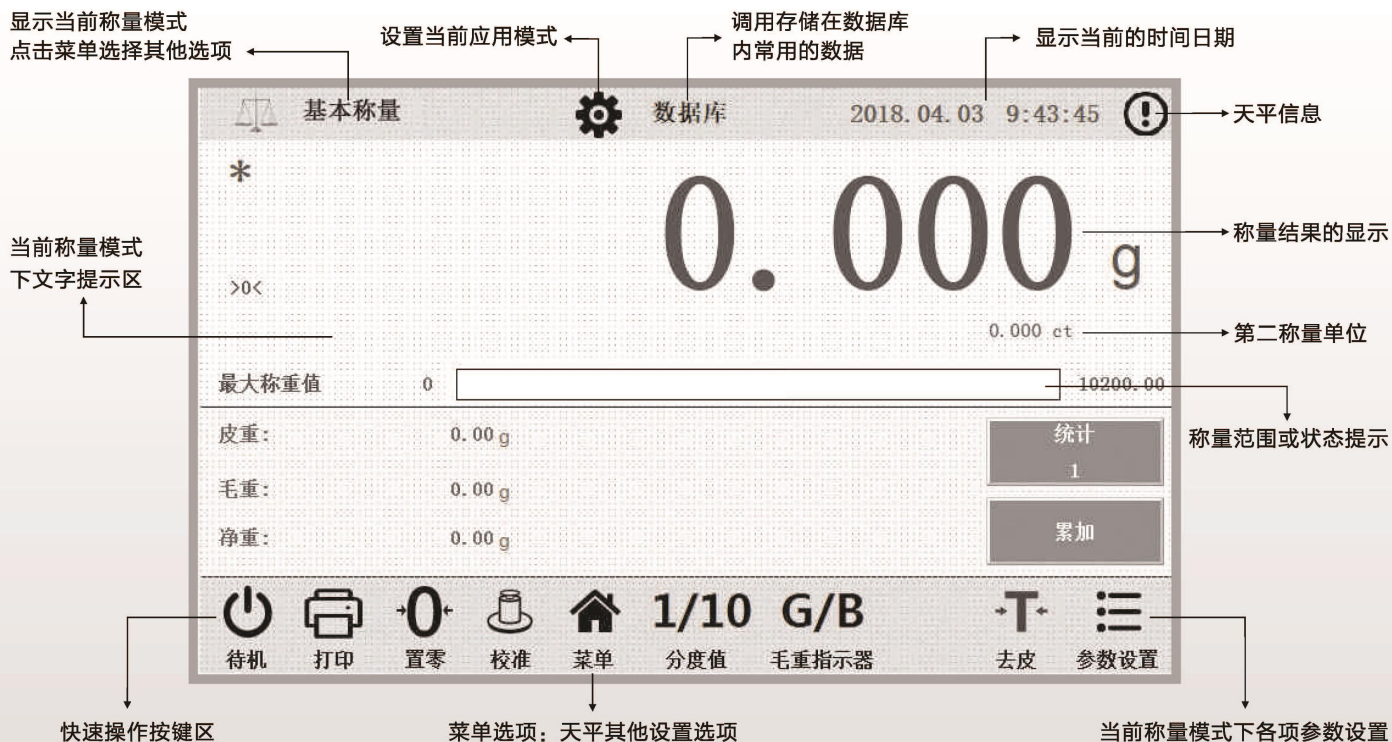 显示当前称量模式
点击菜单选择其他选项
设置当前应用模式
调用存储在数据库
内常用的数据
显示当前的时间日期
基本称量
数据库
2018.04.03 9:43:45
天平信息
*
0.000 g
称量结果的显示
当前称量模式
下文字提示区
>0<
0.000 ct
第二称量单位
最大称重值 0 10200.00
称量范围或状态提示
皮重: 0.00 g
毛重: 0.00 g
净重: 0.00 g
统计
1
累加
0 1/10 G/B T
待机 打印 置零 校准 菜单 分度值 毛重指示器 去皮 参数设置
快速操作按键区
菜单选项：天平其他设置选项
当前称量模式下各项参数设置